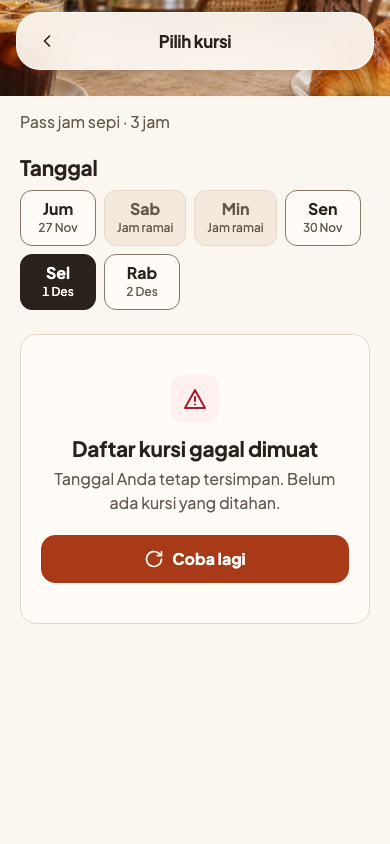 Pilih kursi
Pass jam sepi · 3 jam
Tanggal
Jum
27 Nov
Sab
Jam ramai
Min
Jam ramai
Sen
30 Nov
Sel
1 Des
Rab
2 Des
Daftar kursi gagal dimuat
Tanggal Anda tetap tersimpan. Belum
ada kursi yang ditahan.
Coba lagi